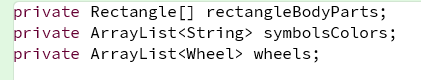 private Rectangle[] rectangleBodyParts;
private ArrayList<String> symbolsColors;
private ArrayList<Wheel> wheels;